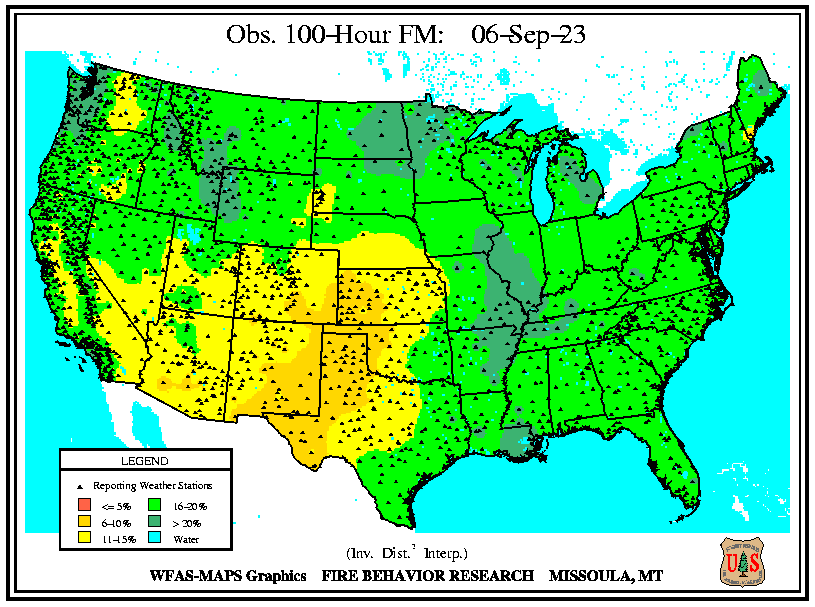 Obs. 100-Hour FM: 06-Sep-23
LEGEND
Reporting Weather Stations
<= 5% 16-20%
6-10% > 20%
11-15% Water
(Inv. Dist.² Interp.)
WFAS-MAPS Graphics FIRE BEHAVIOR RESEARCH MISSOULA, MT
U S